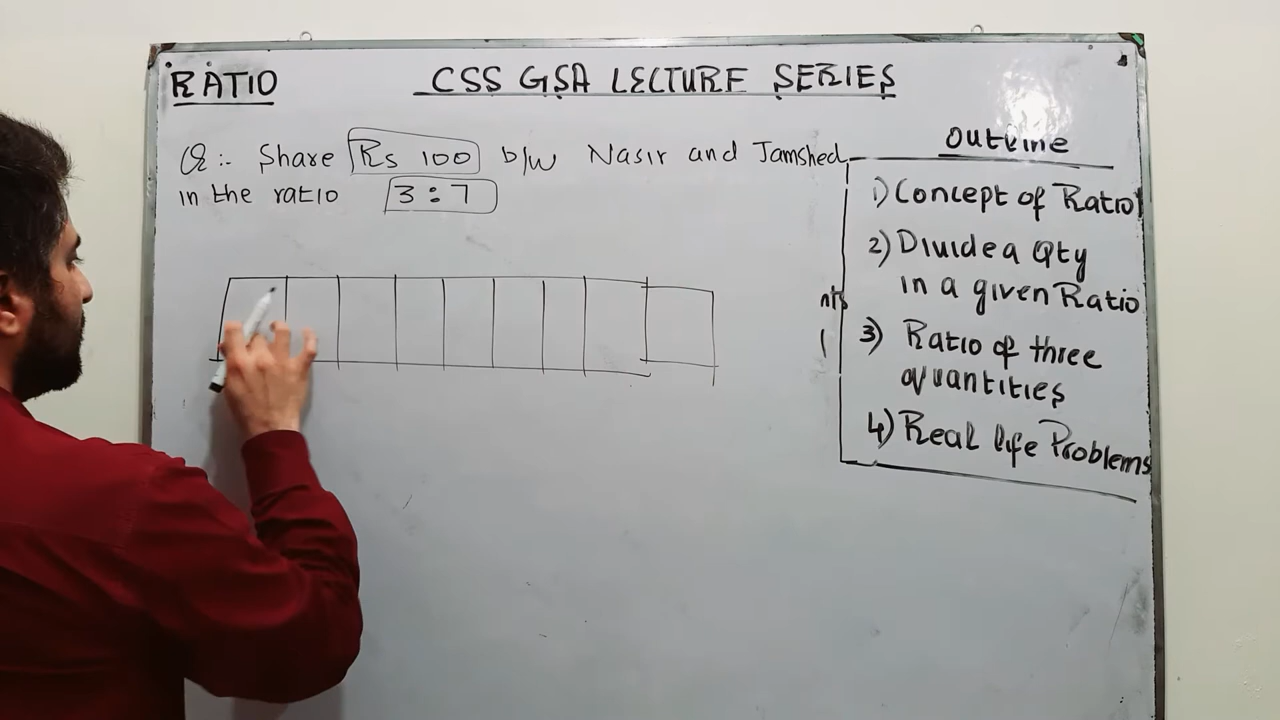 RATIO
CSS GSA LECTURE SERIES
Q:- Share Rs 100 b/w Nasir and Jamshed
in the ratio 3:7
Outline
1) Concept of Ratio
2) Divide a Qty
in a given Ratio
3) Ratio of three
quantities
4) Real life Problems
nts